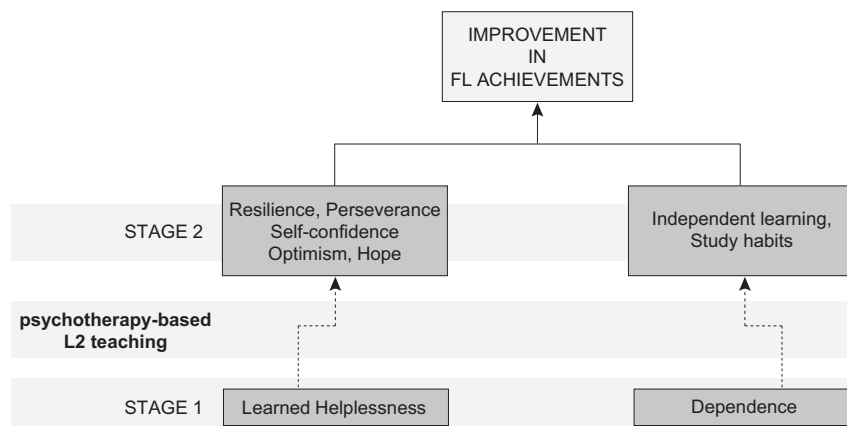 IMPROVEMENT
IN
FL ACHIEVEMENTS
STAGE 2
Resilience, Perseverance
Self-confidence
Optimism, Hope
Independent learning,
Study habits
psychotherapy-based
L2 teaching
STAGE 1
Learned Helplessness
Dependence